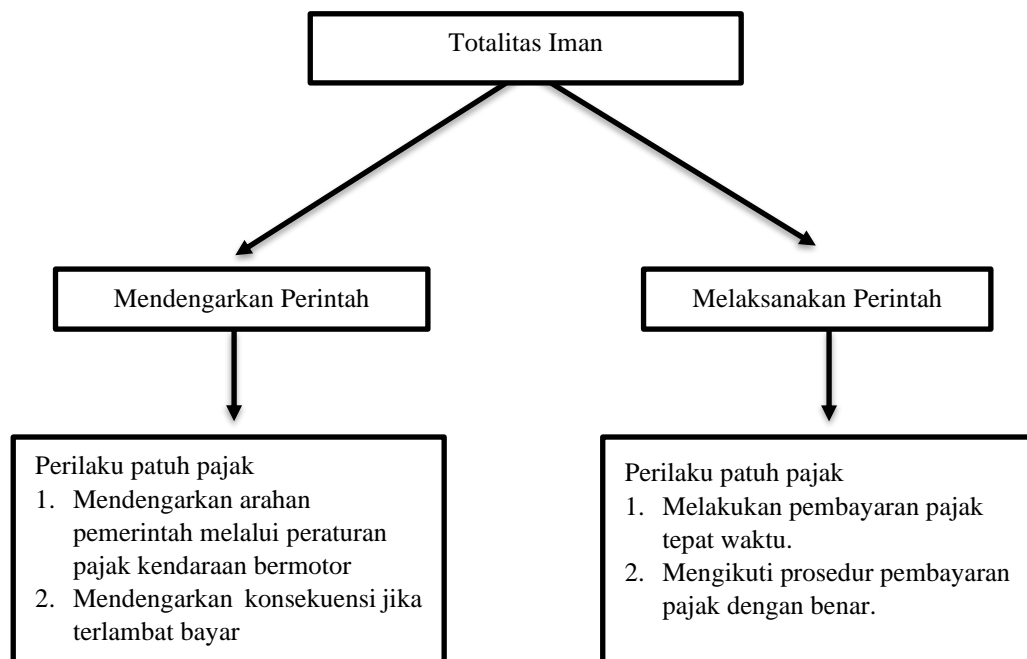 Totalitas Iman
Mendengarkan Perintah
Melaksanakan Perintah
Perilaku patuh pajak
1. Mendengarkan arahan
pemerintah melalui peraturan
pajak kendaraan bermotor
2. Mendengarkan konsekuensi jika
terlambat bayar
Perilaku patuh pajak
1. Melakukan pembayaran pajak
tepat waktu.
2. Mengikuti prosedur pembayaran
pajak dengan benar.